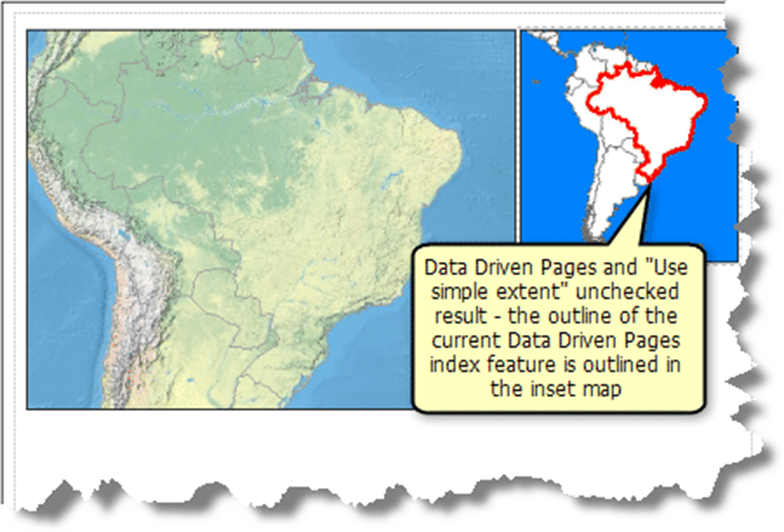 Data Driven Pages and "Use
simple extent" unchecked
result - the outline of the
current Data Driven Pages
index feature is outlined in
the inset map